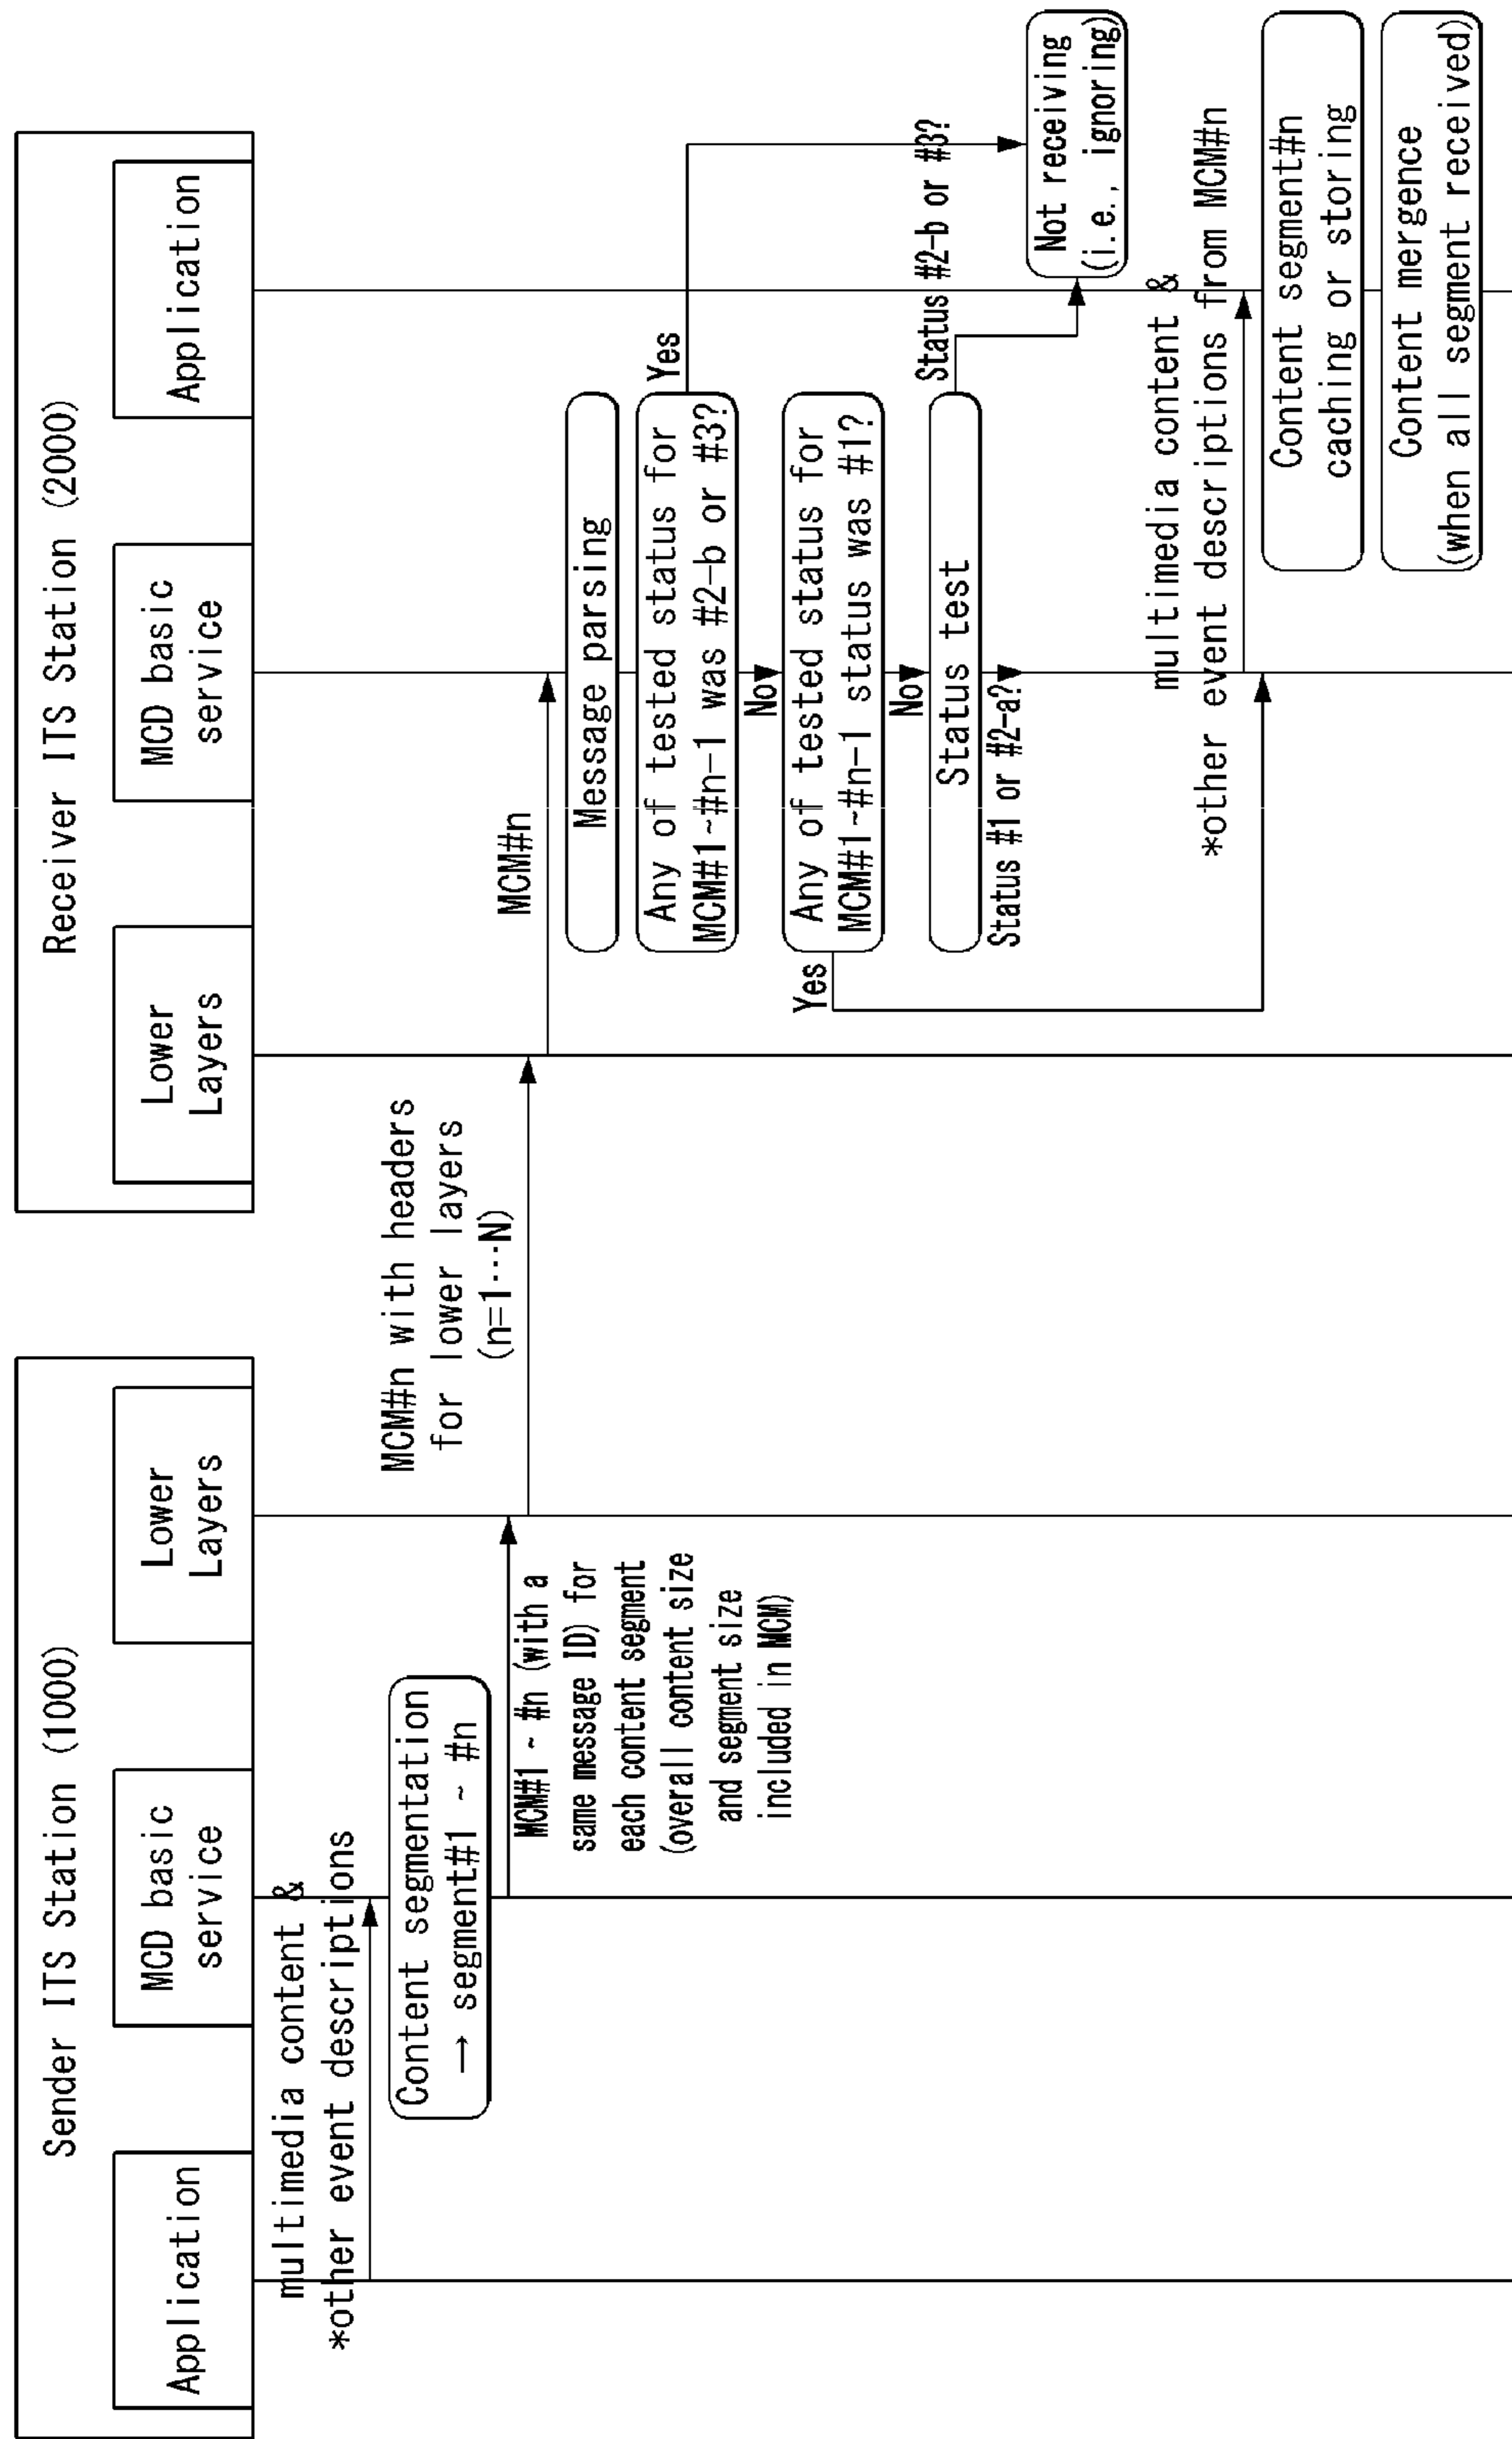 Sender ITS Station (1000)
Application
MCD basic
service
Lower
Layers
Receiver ITS Station (2000)
Lower
Layers
MCD basic
service
Application
multimedia content &
*other event descriptions
Content segmentation
→ segment#1 ~ #n
MCM#1 ~ #n (with a
same message ID) for
each content segment
(overall content size
and segment size
included in MCM)
MCM#n with headers
for lower layers
(n=1···N)
MCM#n
Message parsing
Any of tested status for
MCM#1~#n-1 was #2-b or #3?
Yes
No
Any of tested status for
MCM#1~#n-1 status was #1?
Yes
No
Status test
Status #1 or #2-a?
Status #2-b or #3?
Not receiving
(i.e., ignoring)
multimedia content &
*other event descriptions from MCM#n
Content segment#n
caching or storing
Content mergence
(when all segment received)